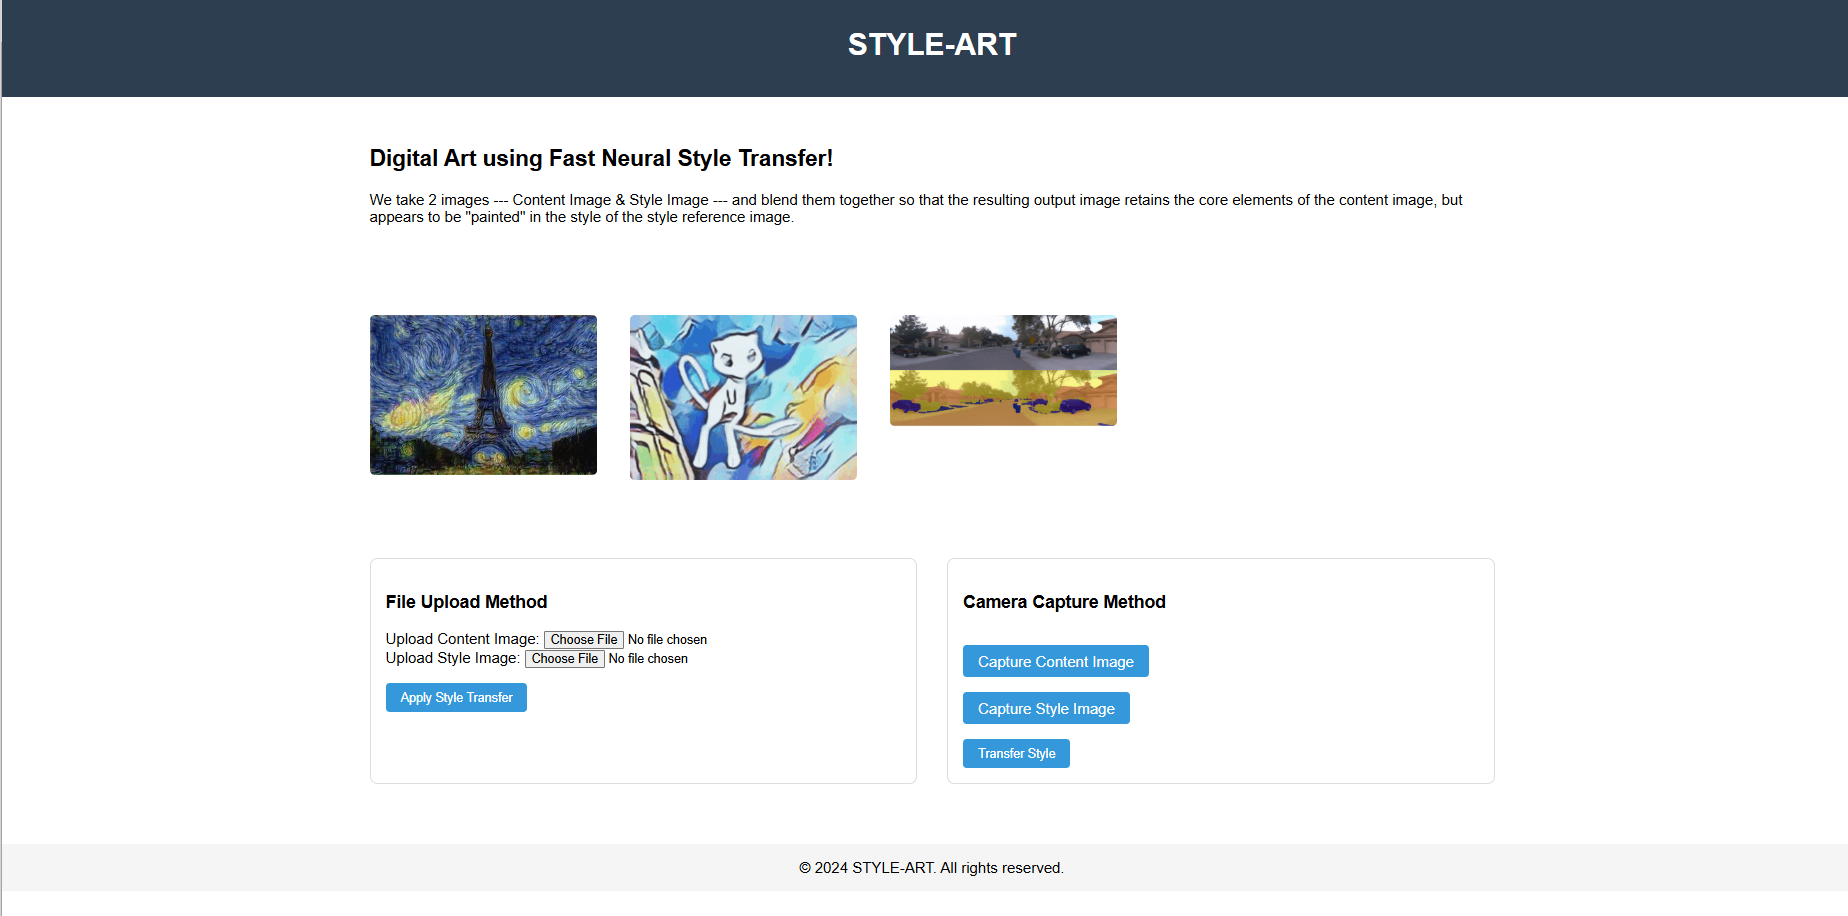 STYLE-ART
Digital Art using Fast Neural Style Transfer!
We take 2 images --- Content Image & Style Image --- and blend them together so that the resulting output image retains the core elements of the content image, but
appears to be "painted" in the style of the style reference image.
File Upload Method
Upload Content Image: Choose File No file chosen
Upload Style Image: Choose File No file chosen
Apply Style Transfer
Camera Capture Method
Capture Content Image
Capture Style Image
Transfer Style
© 2024 STYLE-ART. All rights reserved.